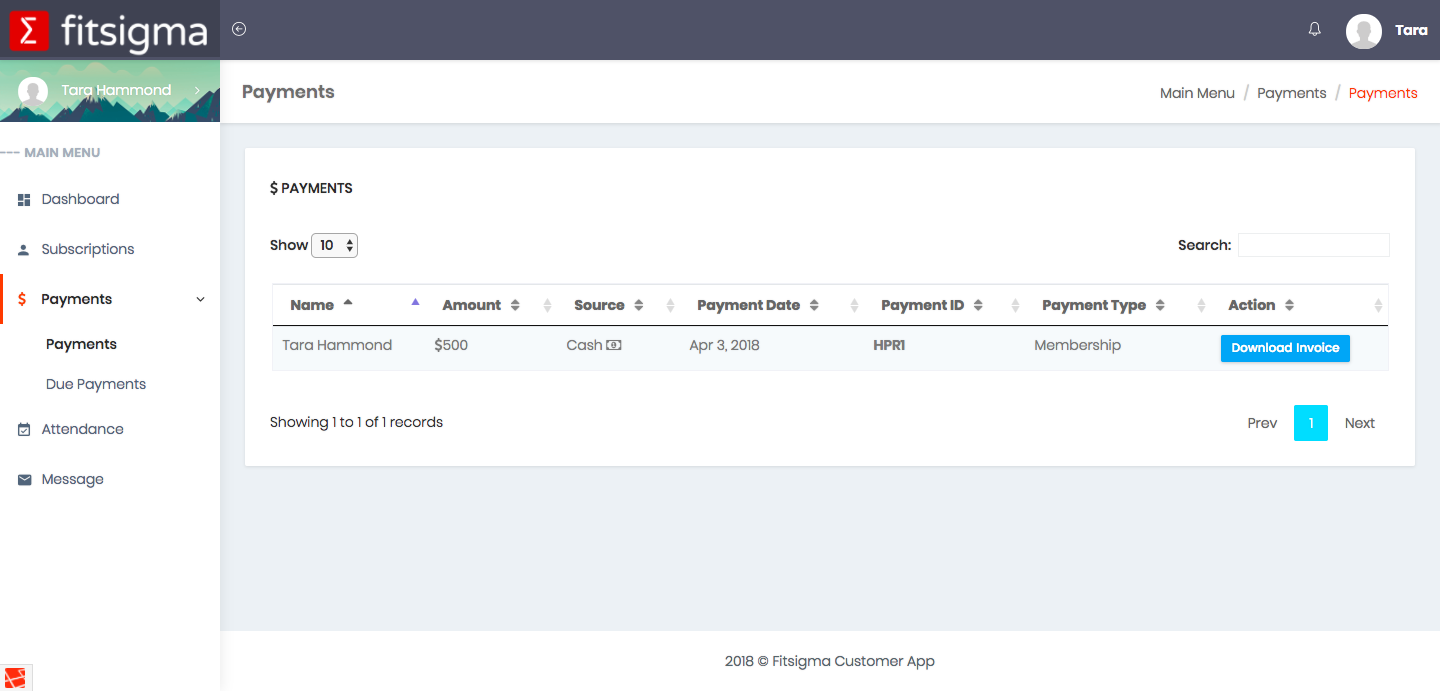 fitsigma
Tara
Tara Hammond
Payments
Main Menu / Payments / Payments
--- MAIN MENU
Dashboard
Subscriptions
$ Payments
Payments
Due Payments
Attendance
Message
$ PAYMENTS
Show 10
Search:
Name Amount Source Payment Date Payment ID Payment Type Action
Tara Hammond $500 Cash Apr 3, 2018 HPR1 Membership Download Invoice
Showing 1 to 1 of 1 records
Prev 1 Next
2018 © Fitsigma Customer App